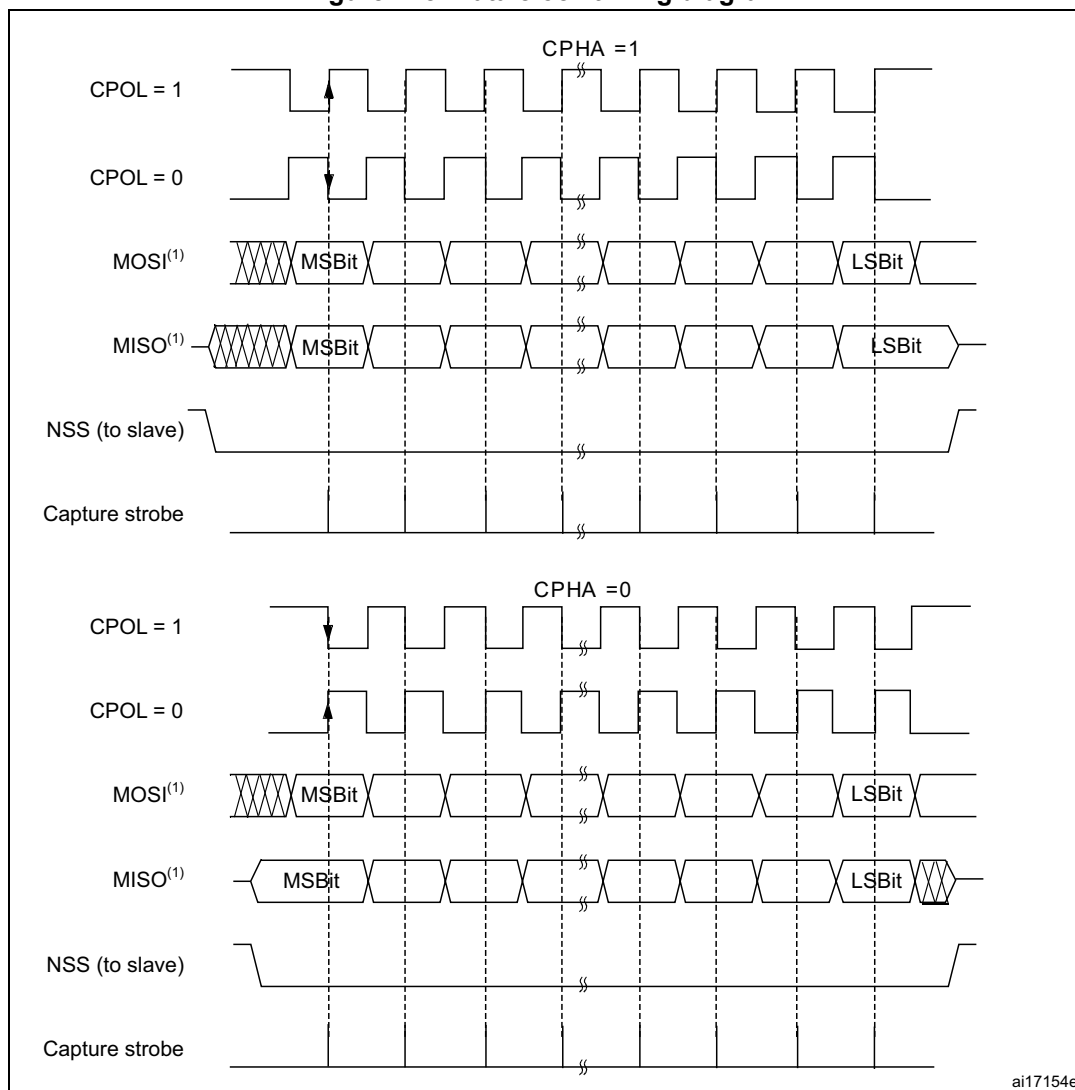 CPHA =1
CPOL = 1
CPOL = 0
MOSI(1)
MSBit
LSBit
MISO(1)
MSBit
LSBit
NSS (to slave)
Capture strobe
CPHA =0
CPOL = 1
CPOL = 0
MOSI(1)
MSBit
LSBit
MISO(1)
MSBit
LSBit
NSS (to slave)
Capture strobe